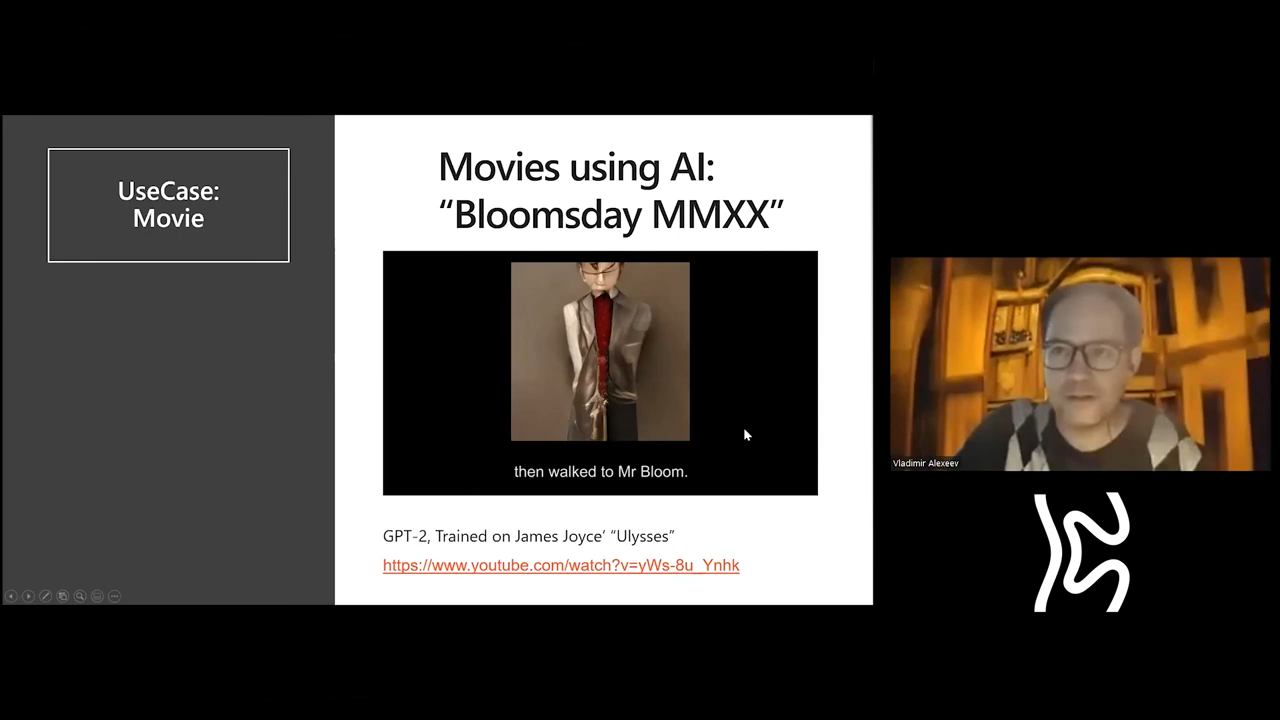 UseCase:
Movie
Movies using AI:
“Bloomsday MMXX”
then walked to Mr Bloom.
GPT-2, Trained on James Joyce’ “Ulysses”
https://www.youtube.com/watch?v=yWs-8u_Ynhk
Vladimir Alexeev